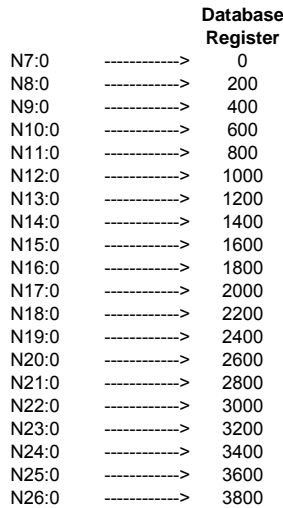 Database
Register
N7:0 ------------> 0
N8:0 ------------> 200
N9:0 ------------> 400
N10:0 ------------> 600
N11:0 ------------> 800
N12:0 ------------> 1000
N13:0 ------------> 1200
N14:0 ------------> 1400
N15:0 ------------> 1600
N16:0 ------------> 1800
N17:0 ------------> 2000
N18:0 ------------> 2200
N19:0 ------------> 2400
N20:0 ------------> 2600
N21:0 ------------> 2800
N22:0 ------------> 3000
N23:0 ------------> 3200
N24:0 ------------> 3400
N25:0 ------------> 3600
N26:0 ------------> 3800